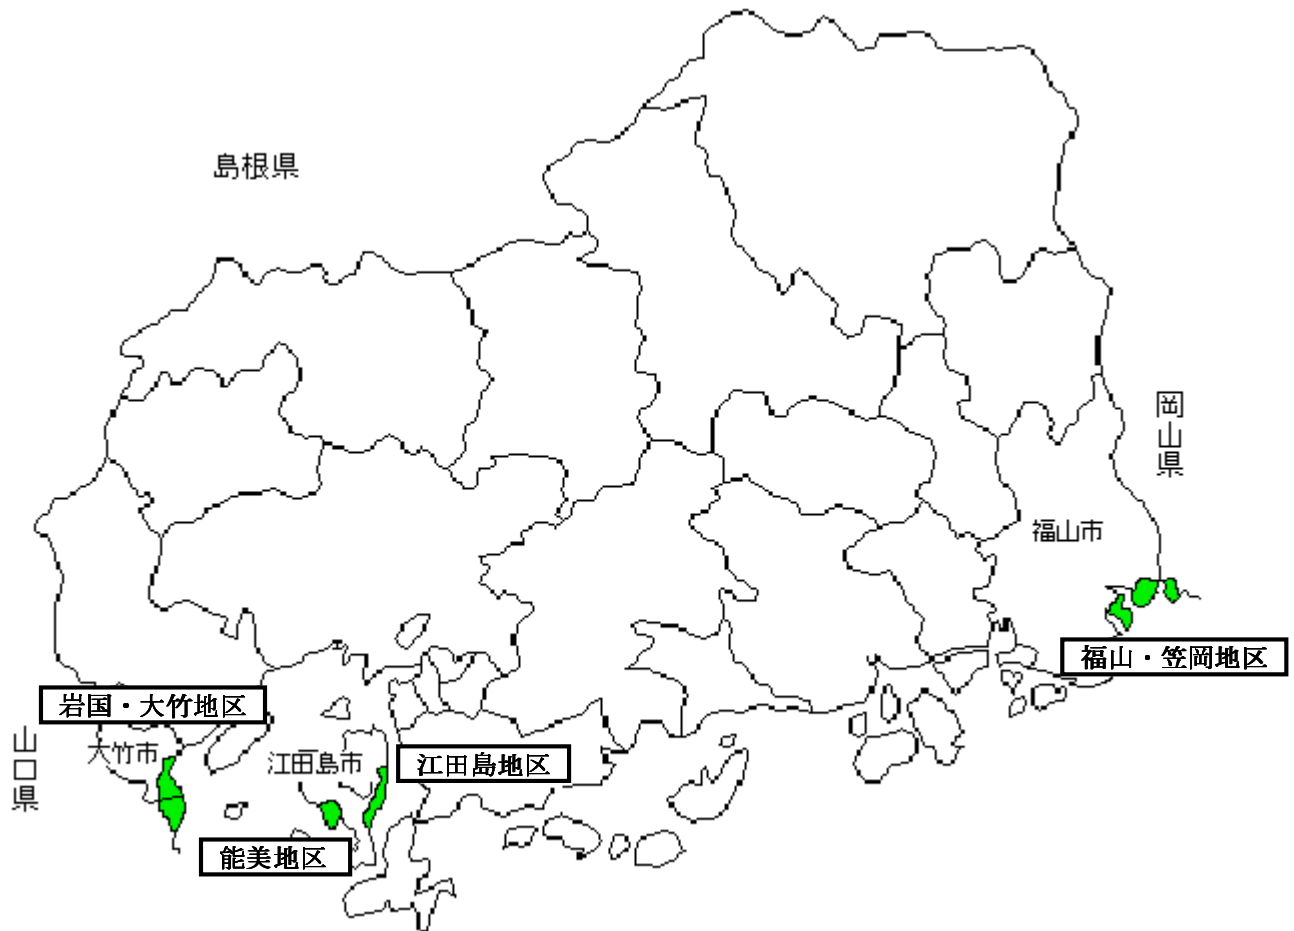 島根県
岡山県
福山市
福山・笠岡地区
岩国・大竹地区
山口県
大竹市
江田島市
江田島地区
能美地区